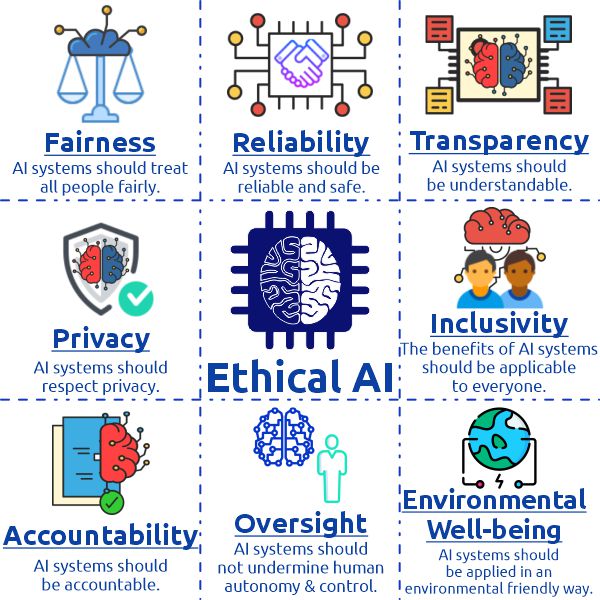 Fairness
AI systems should treat
all people fairly.
Reliability
AI systems should be
reliable and safe.
Transparency
AI systems should
be understandable.
Privacy
AI systems should
respect privacy.
Ethical AI
Inclusivity
The benefits of AI systems
should be applicable
to everyone.
Accountability
AI systems should
be accountable.
Oversight
AI systems should
not undermine human
autonomy & control.
Environmental
Well-being
AI systems should
be applied in an
environmental friendly way.